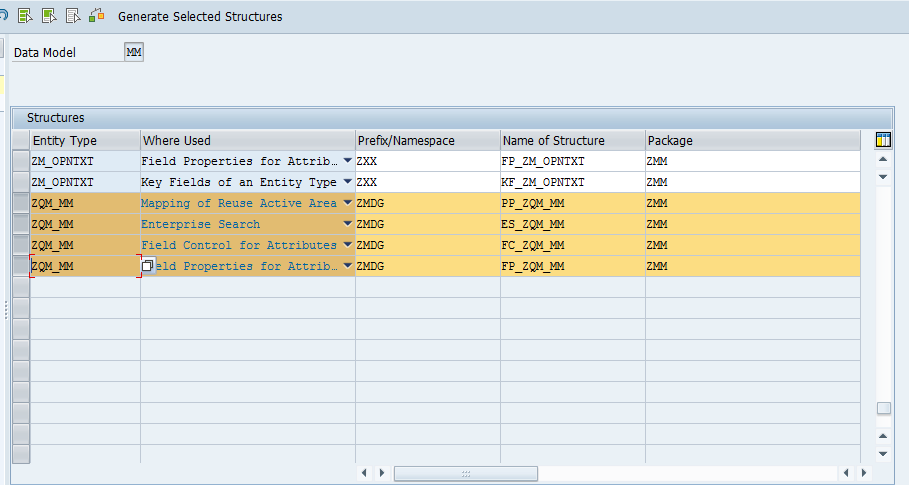 Generate Selected Structures
Data Model MM
Structures
Entity Type Where Used Prefix/Namespace Name of Structure Package
ZM_OPNTXT Field Properties for Attrib… ZXX FP_ZM_OPNTXT ZMM
ZM_OPNTXT Key Fields of an Entity Type ZXX KF_ZM_OPNTXT ZMM
ZQM_MM Mapping of Reuse Active Area ZMDG PP_ZQM_MM ZMM
ZQM_MM Enterprise Search ZMDG ES_ZQM_MM ZMM
ZQM_MM Field Control for Attributes ZMDG FC_ZQM_MM ZMM
ZQM_MM eld Properties for Attrib… ZMDG FP_ZQM_MM ZMM